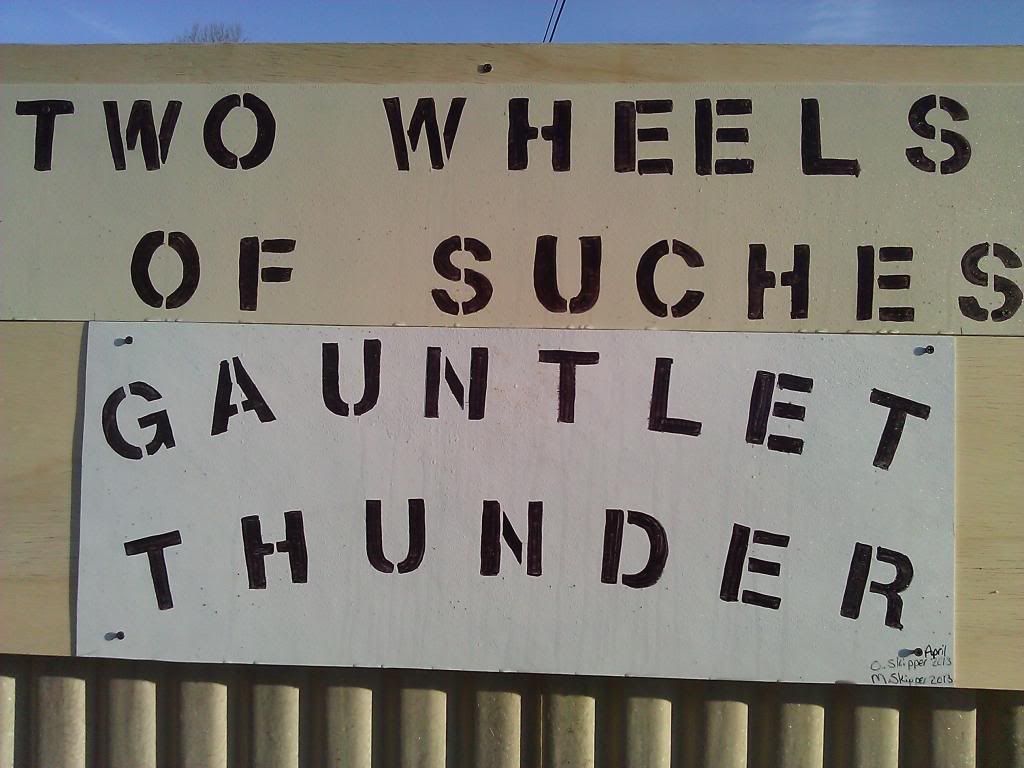 TWO WHEELS
OF SUCHES
GAUNTLET
THUNDER
April
O. Skipper 2013
M. Skipper 2013